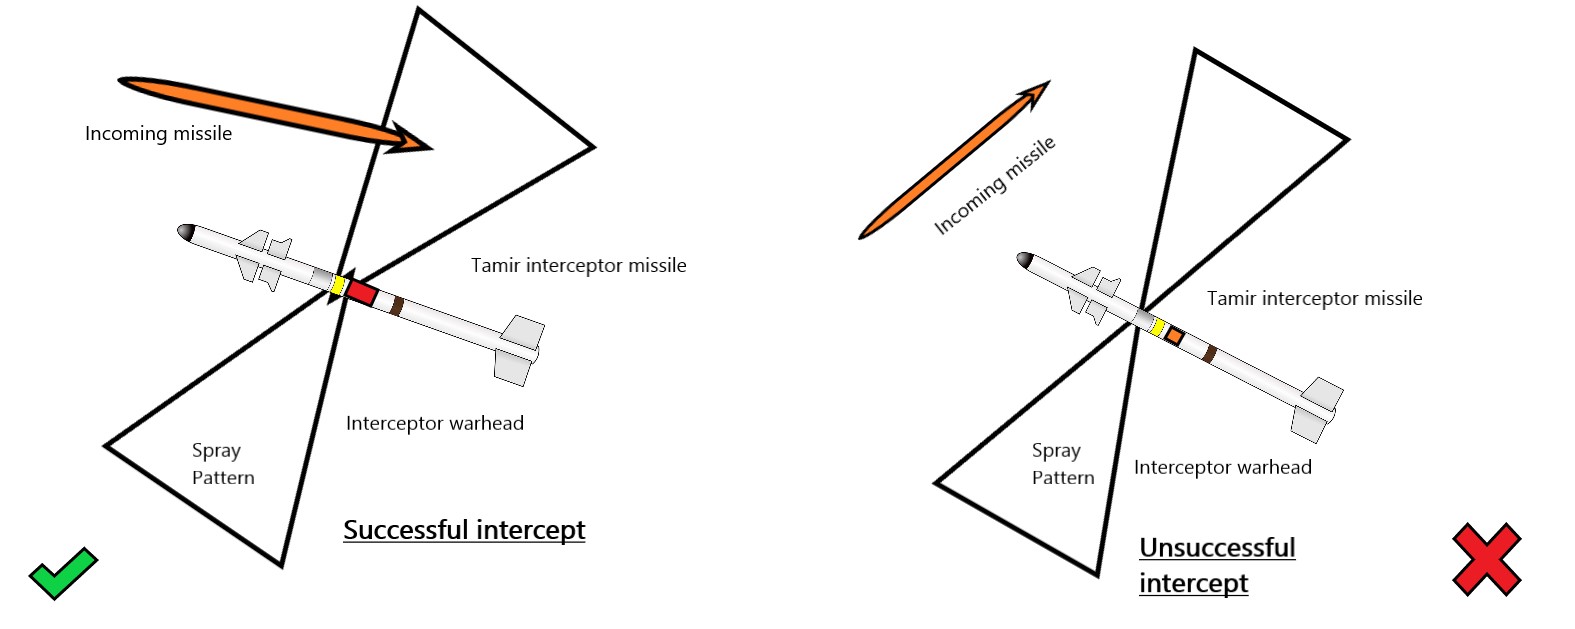 Incoming missile
Tamir interceptor missile
Interceptor warhead
Spray
Pattern
Successful intercept
Incoming missile
Tamir interceptor missile
Spray
Pattern
Interceptor warhead
Unsuccessful
intercept